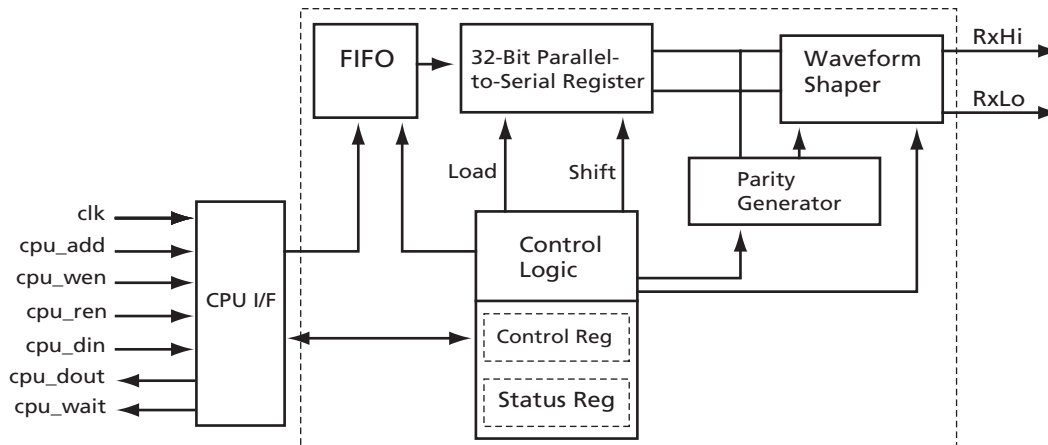 FIFO
32-Bit Parallel-
to-Serial Register
Waveform
Shaper
RxHi
RxLo
Load
Shift
Parity
Generator
clk
cpu_add
cpu_wen
cpu_ren
cpu_din
cpu_dout
cpu_wait
CPU I/F
Control
Logic
Control Reg
Status Reg